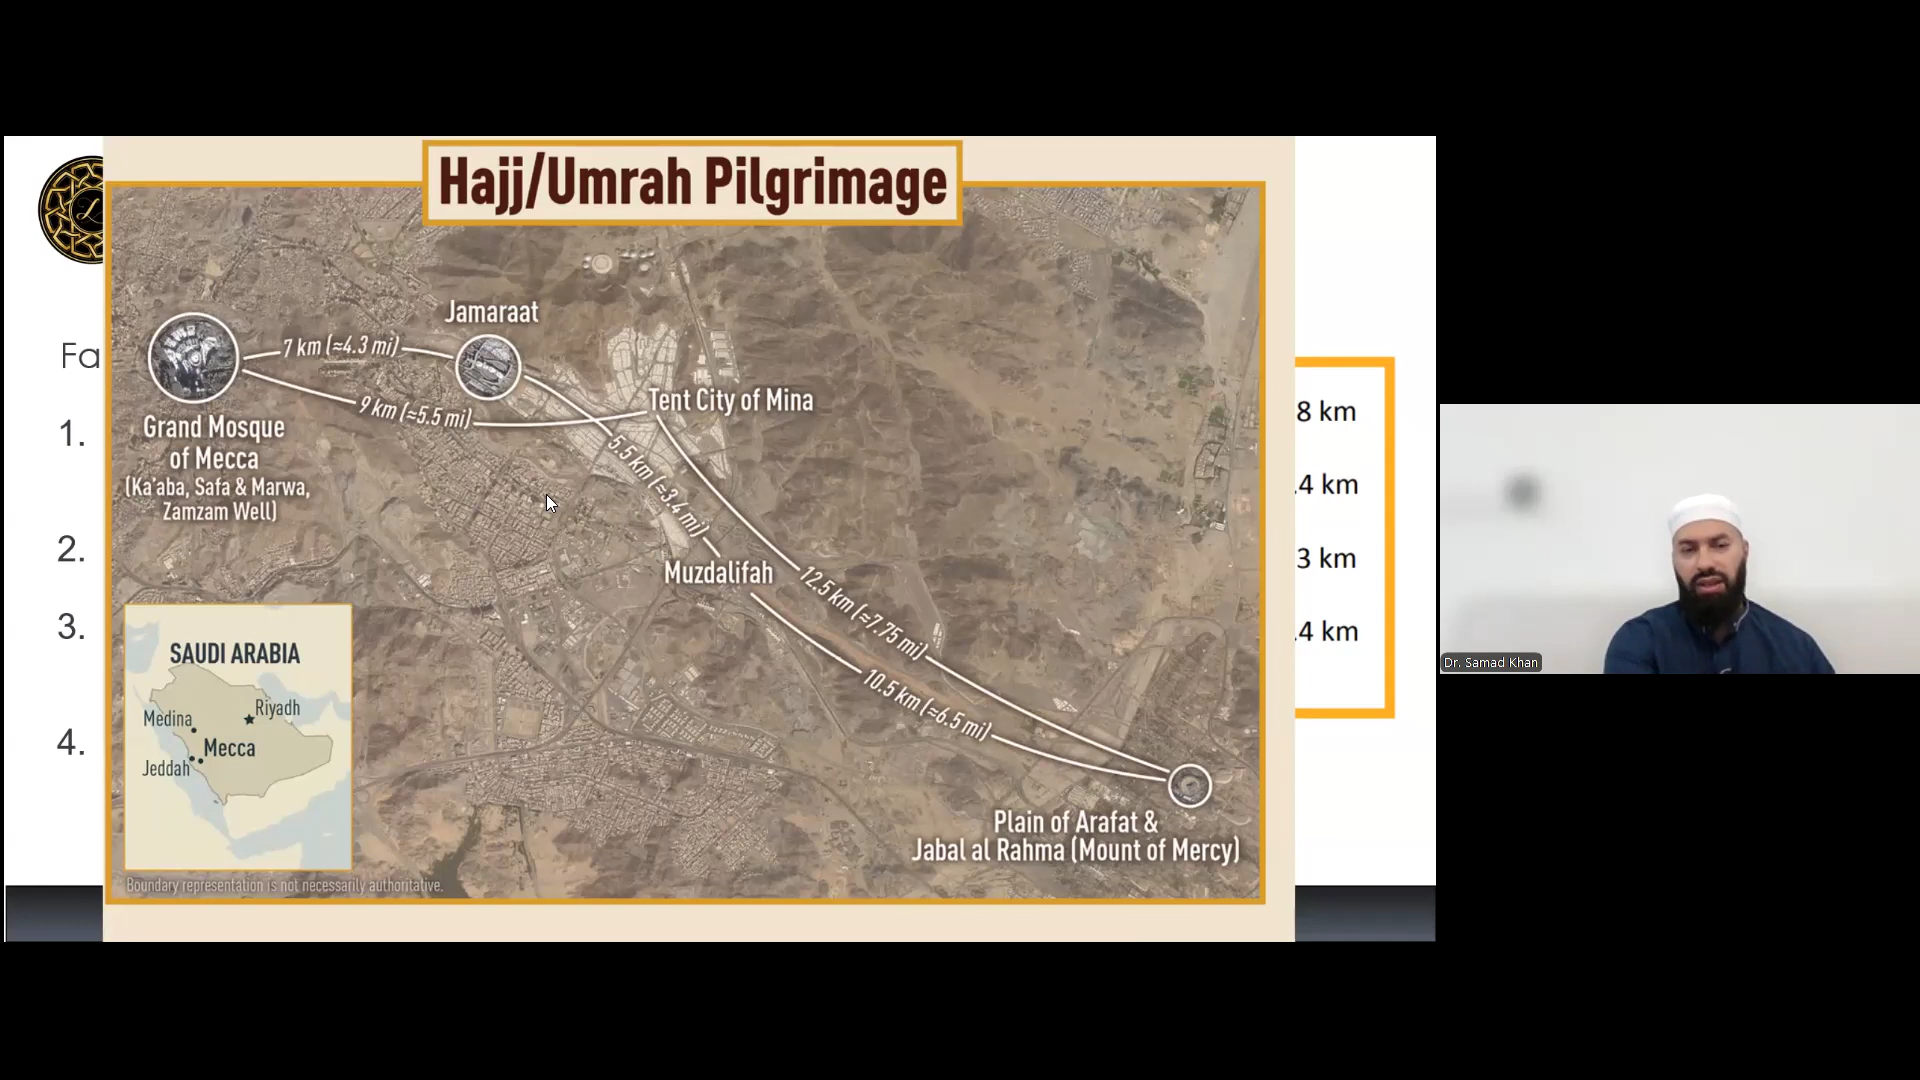 Hajj/Umrah Pilgrimage
Jamaraat
7 km (≈4.3 mi)
9 km (≈5.5 mi)
Tent City of Mina
Grand Mosque
of Mecca
(Ka'aba, Safa & Marwa,
Zamzam Well)
5.5 km (≈3.4 mi)
Muzdalifah
12.5 km (≈7.75 mi)
10.5 km (≈6.5 mi)
Plain of Arafat &
Jabal al Rahma (Mount of Mercy)
SAUDI ARABIA
Riyadh
Medina
Mecca
Jeddah
Boundary representation is not necessarily authoritative.
Fa
1.
2.
3.
4.
8 km
.4 km
3 km
.4 km
Dr. Samad Khan